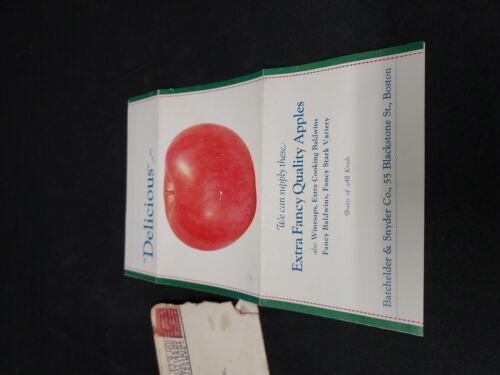 "Delicious"
We can supply these
Extra Fancy Quality Apples
also Winesaps, Extra Cooking Baldwins
Fancy Baldwins, Fancy Stark Variety
Fruits of All Kinds
Batchelder & Snyder Co., 55 Blackstone St., Boston